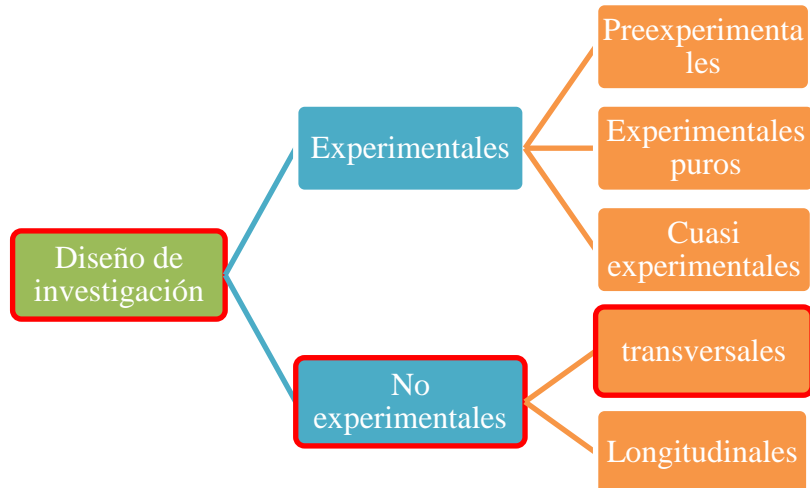 Preexperimenta
les
Experimentales
Experimentales
puros
Cuasi
experimentales
Diseño de
investigación
transversales
No
experimentales
Longitudinales